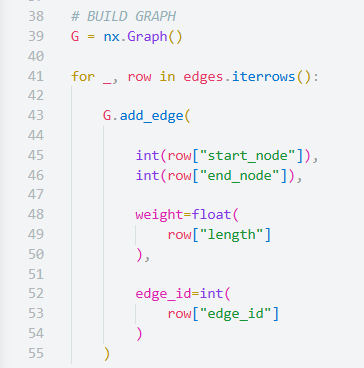 38 # BUILD GRAPH
39 G = nx.Graph()
40
41 for _, row in edges.iterrows():
42
43     G.add_edge(
44
45         int(row["start_node"]),
46         int(row["end_node"]),
47
48         weight=float(
49             row["length"]
50         ),
51
52         edge_id=int(
53             row["edge_id"]
54         )
55     )